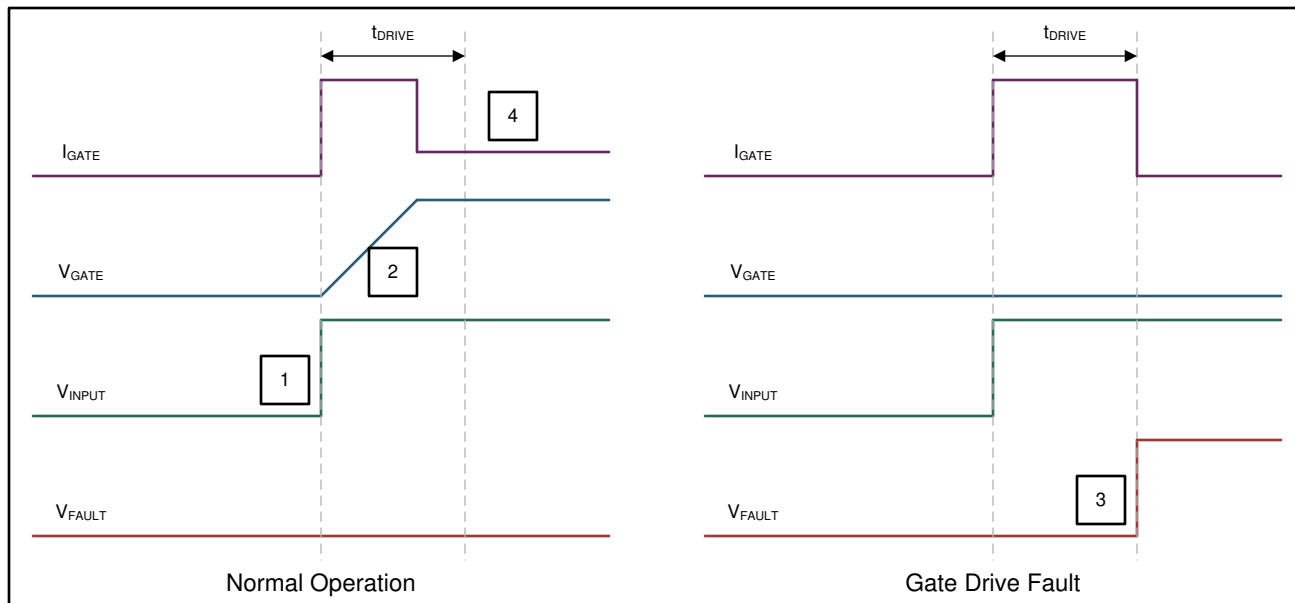 tDRIVE
IGATE
4
VGATE
2
VINPUT
1
VFAULT
Normal Operation
tDRIVE
IGATE
VGATE
VINPUT
VFAULT
3
Gate Drive Fault